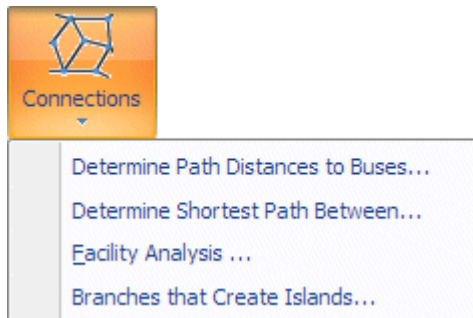 Connections
Determine Path Distances to Buses...
Determine Shortest Path Between...
Facility Analysis ...
Branches that Create Islands...